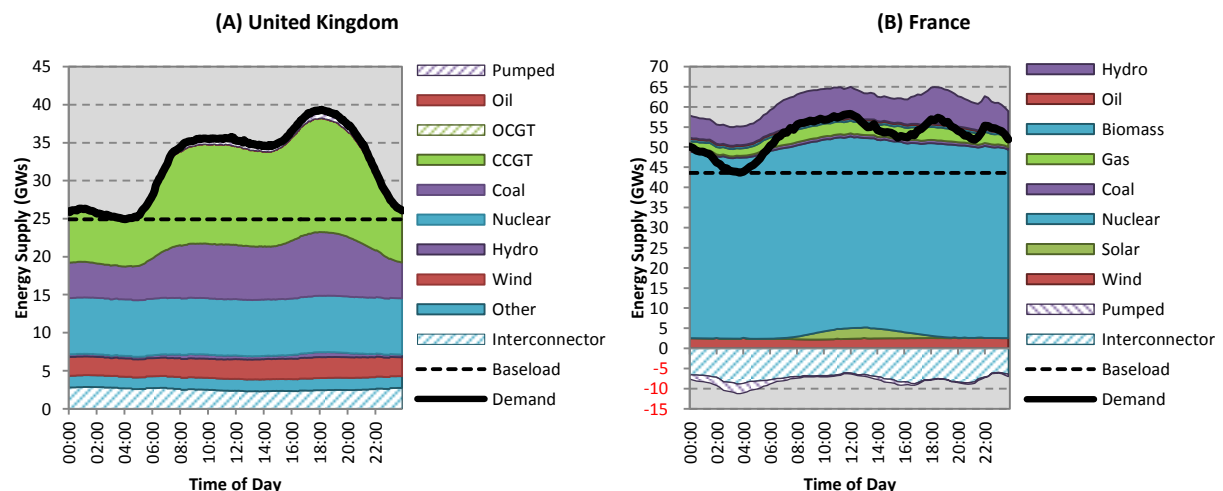 (A) United Kingdom
Energy Supply (GWs)
45
40
35
30
25
20
15
10
5
0
00:00
02:00
04:00
06:00
08:00
10:00
12:00
14:00
16:00
18:00
20:00
22:00
Time of Day
Pumped
Oil
OCGT
CCGT
Coal
Nuclear
Hydro
Wind
Other
Interconnector
Baseload
Demand
(B) France
Energy Supply (GWs)
70
65
60
55
50
45
40
35
30
25
20
15
10
5
0
-5
-10
-15
00:00
02:00
04:00
06:00
08:00
10:00
12:00
14:00
16:00
18:00
20:00
22:00
Time of Day
Hydro
Oil
Biomass
Gas
Coal
Nuclear
Solar
Wind
Pumped
Interconnector
Baseload
Demand